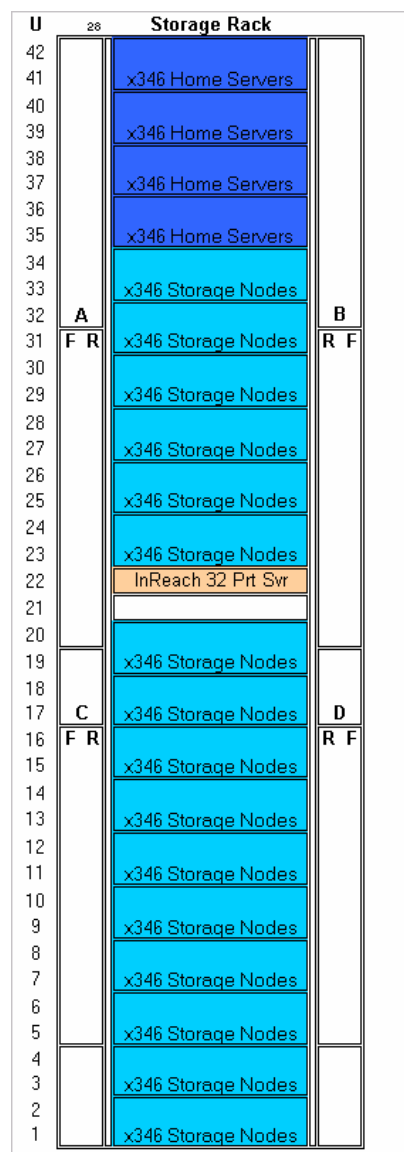 U 28 Storage Rack
42
41 x346 Home Servers
40
39 x346 Home Servers
38
37 x346 Home Servers
36
35 x346 Home Servers
34
33 x346 Storage Nodes
32 A B
31 F R x346 Storage Nodes R F
30
29 x346 Storage Nodes
28
27 x346 Storage Nodes
26
25 x346 Storage Nodes
24
23 x346 Storage Nodes
22 InReach 32 Prt Svr
21
20
19 x346 Storage Nodes
18
17 C x346 Storage Nodes D
16 F R R F
15 x346 Storage Nodes
14
13 x346 Storage Nodes
12
11 x346 Storage Nodes
10
9 x346 Storage Nodes
8
7 x346 Storage Nodes
6
5 x346 Storage Nodes
4
3 x346 Storage Nodes
2
1 x346 Storage Nodes